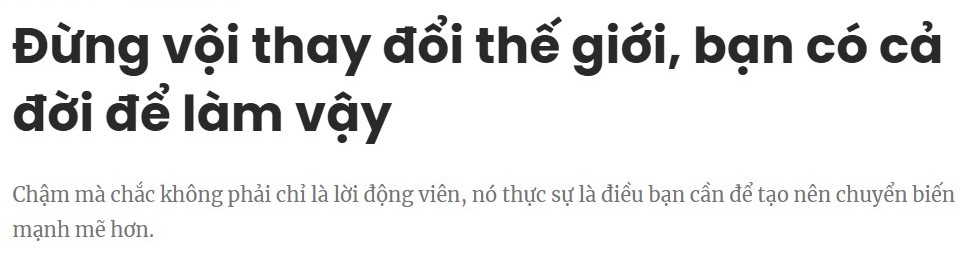 Đừng vội thay đổi thế giới, bạn có cả
đời để làm vậy
Chậm mà chắc không phải chỉ là lời động viên, nó thực sự là điều bạn cần để tạo nên chuyển biến
mạnh mẽ hơn.